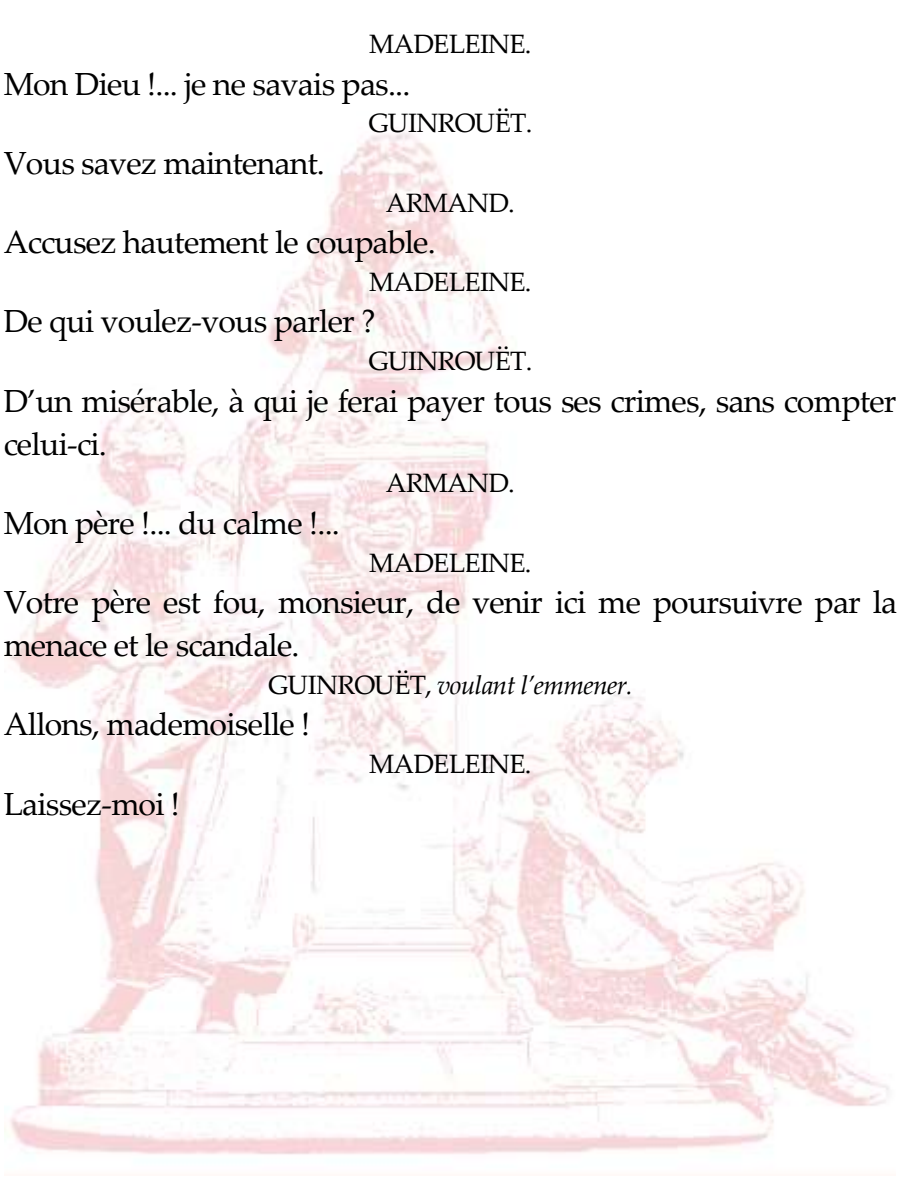 MADELEINE.
Mon Dieu !... je ne savais pas...
GUINROUËT.
Vous savez maintenant.
ARMAND.
Accusez hautement le coupable.
MADELEINE.
De qui voulez-vous parler ?
GUINROUËT.
D’un misérable, à qui je ferai payer tous ses crimes, sans compter
celui-ci.
ARMAND.
Mon père !... du calme !...
MADELEINE.
Votre père est fou, monsieur, de venir ici me poursuivre par la
menace et le scandale.
GUINROUËT, voulant l’emmener.
Allons, mademoiselle !
MADELEINE.
Laissez-moi !